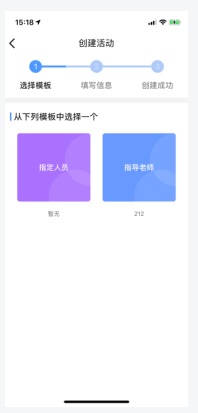 15:18
创建活动
1 2 3
选择模板 填写信息 创建成功
从下列模板中选择一个
指定人员 指导老师
暂无 212